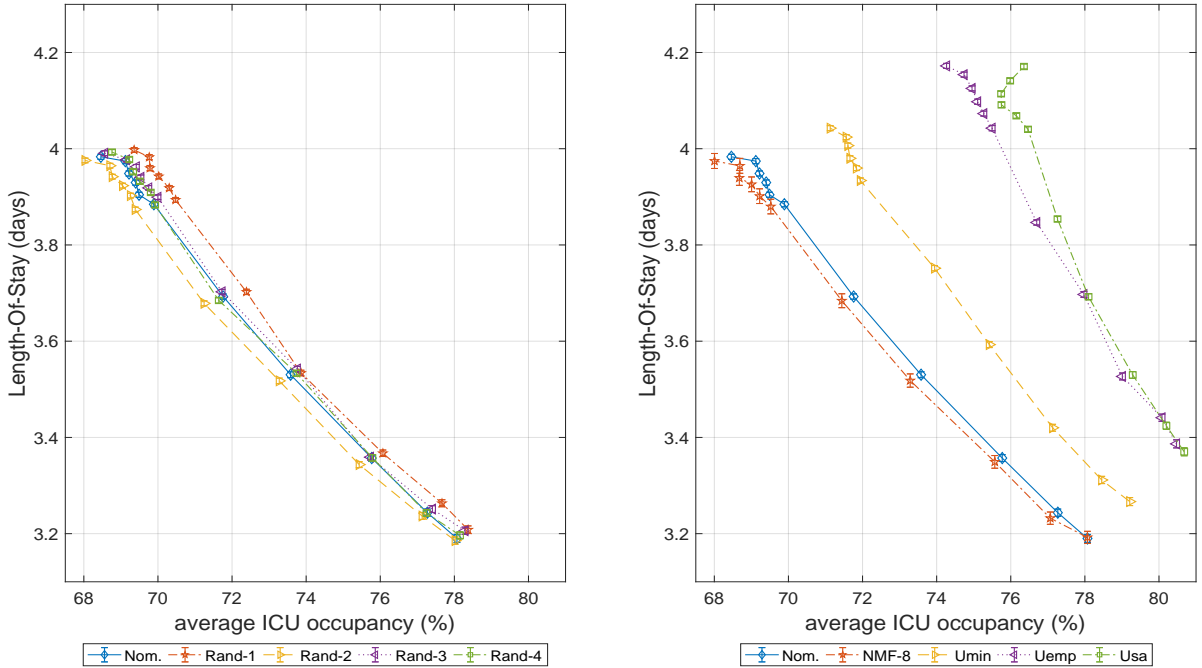 4.2
4
3.8
3.6
3.4
3.2
Length-Of-Stay (days)
68 70 72 74 76 78 80
average ICU occupancy (%)
Nom. Rand-1 Rand-2 Rand-3 Rand-4
4.2
4
3.8
3.6
3.4
3.2
Length-Of-Stay (days)
68 70 72 74 76 78 80
average ICU occupancy (%)
Nom. NMF-8 Umin Uemp Usa